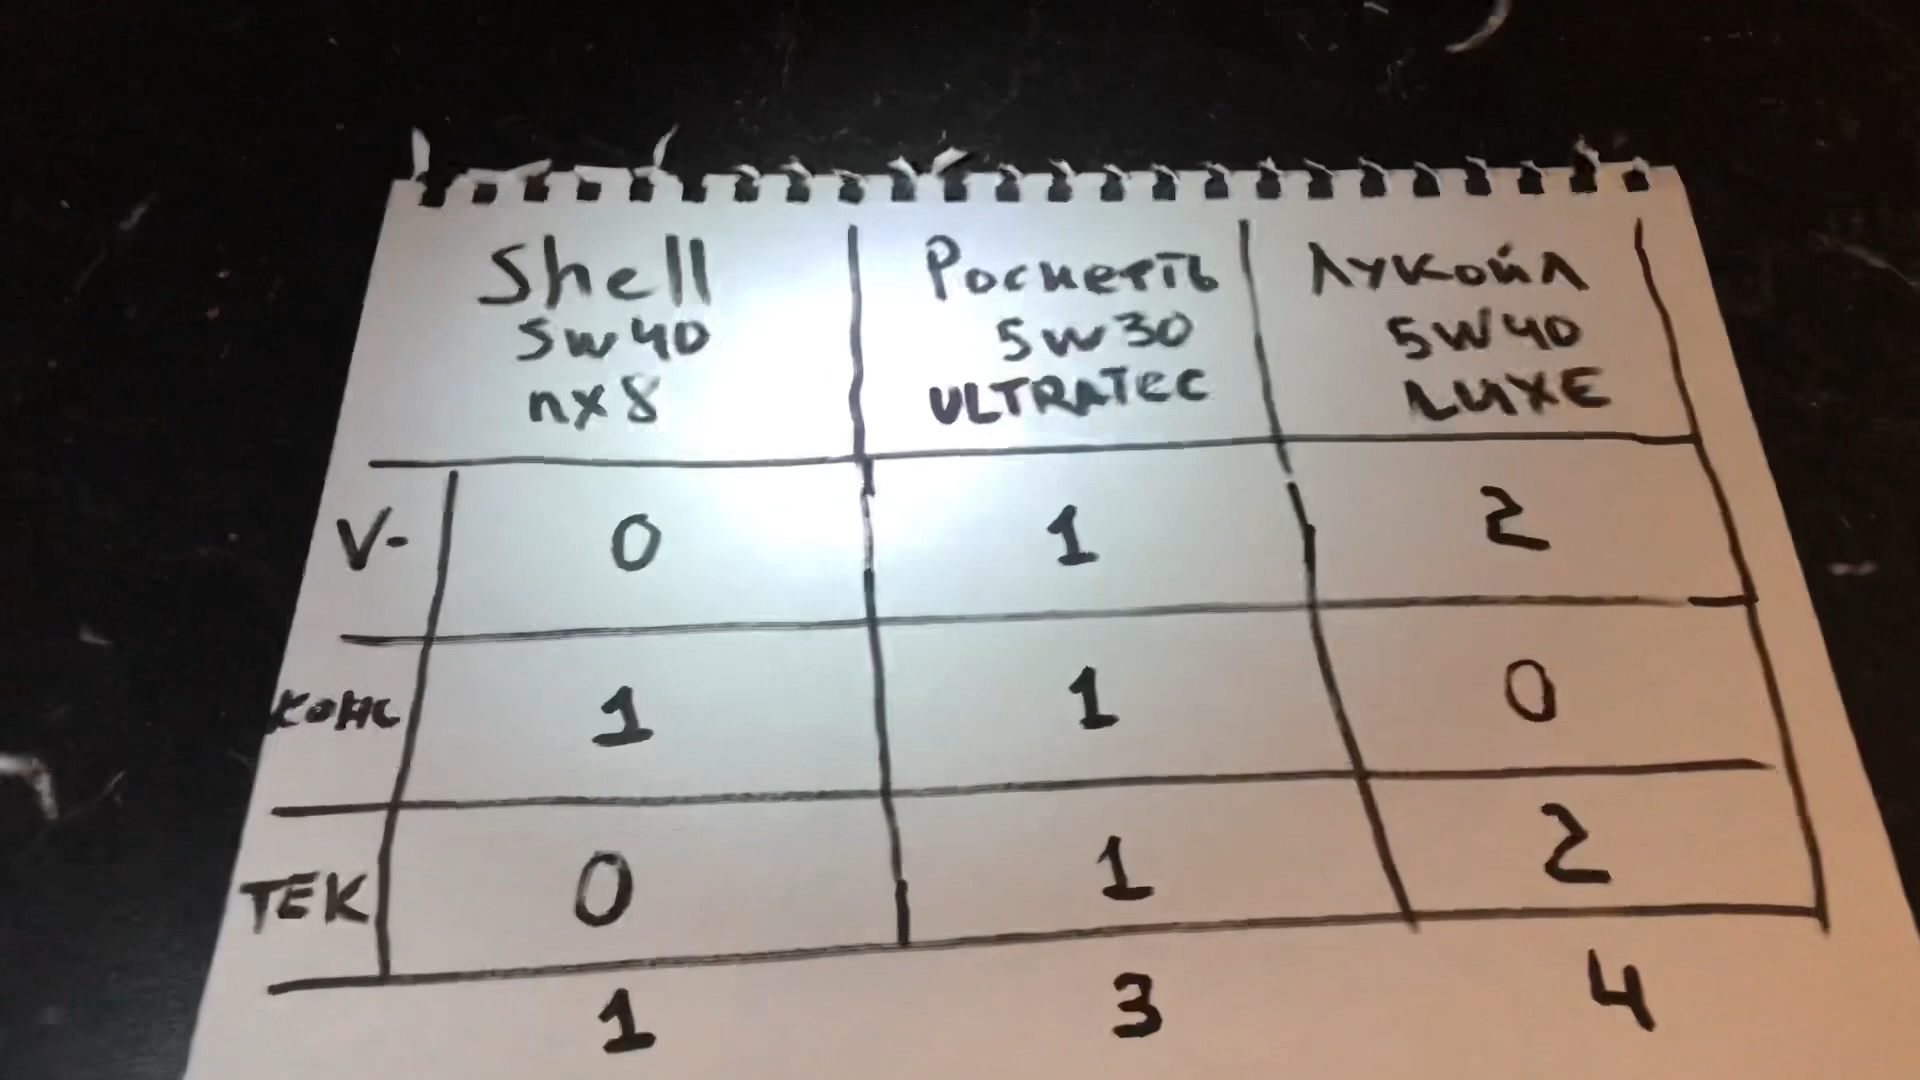 Shell Роснефть Лукойл
5w40 5w30 5w40
nx8 ULTRATEC LUXE
V- 0 1 2
конс 1 1 0
ТЕК 0 1 2
1 3 4